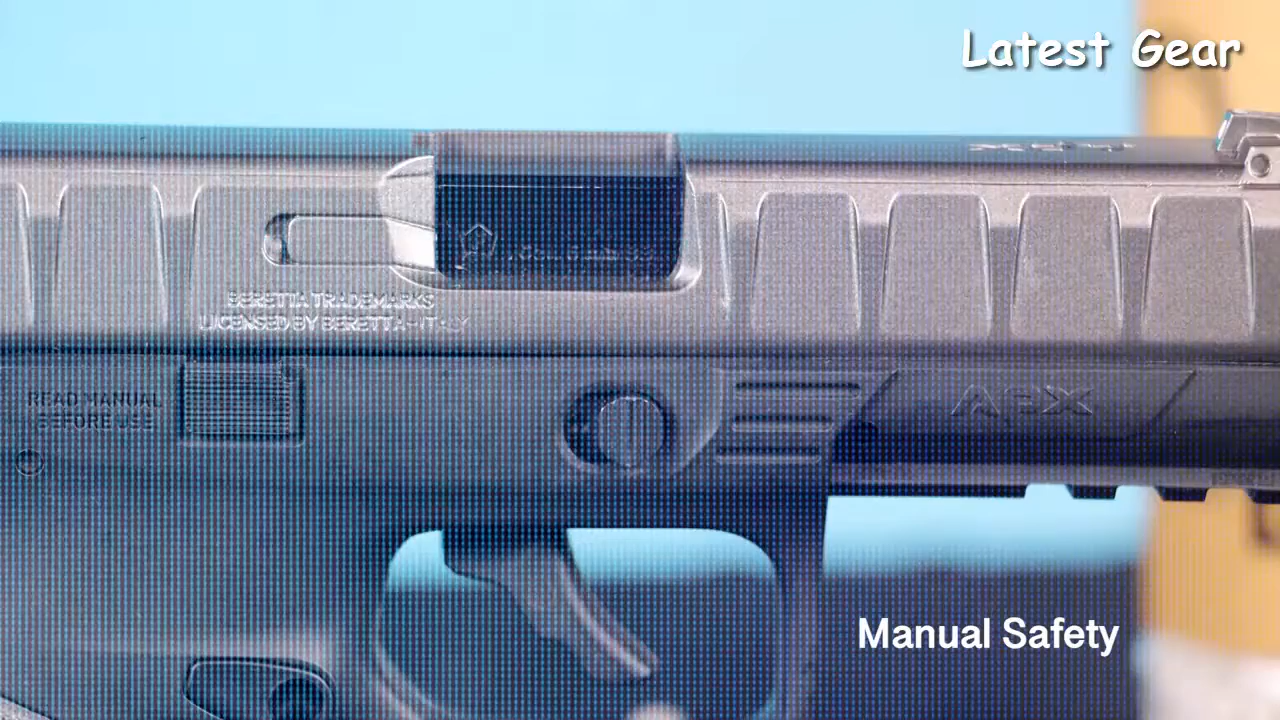 Latest Gear
BERETTA TRADEMARKS
LICENSED BY BERETTA-ITALY
READ MANUAL
BEFORE USE
APX
Manual Safety